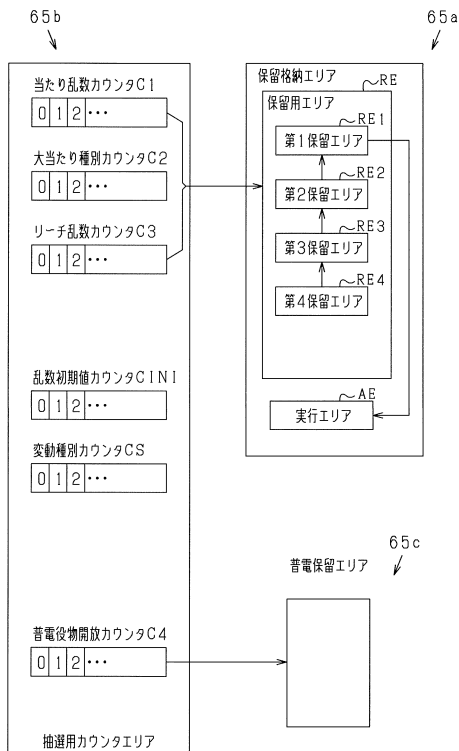 65b
65a
当たり乱数カウンタC1
0 1 2 ･･･
大当たり種別カウンタC2
0 1 2 ･･･
リーチ乱数カウンタC3
0 1 2 ･･･
乱数初期値カウンタCINI
0 1 2 ･･･
変動種別カウンタCS
0 1 2 ･･･
普電役物開放カウンタC4
0 1 2 ･･･
抽選用カウンタエリア
保留格納エリア
RE
保留用エリア
RE1
第1保留エリア
RE2
第2保留エリア
RE3
第3保留エリア
RE4
第4保留エリア
AE
実行エリア
65c
普電保留エリア